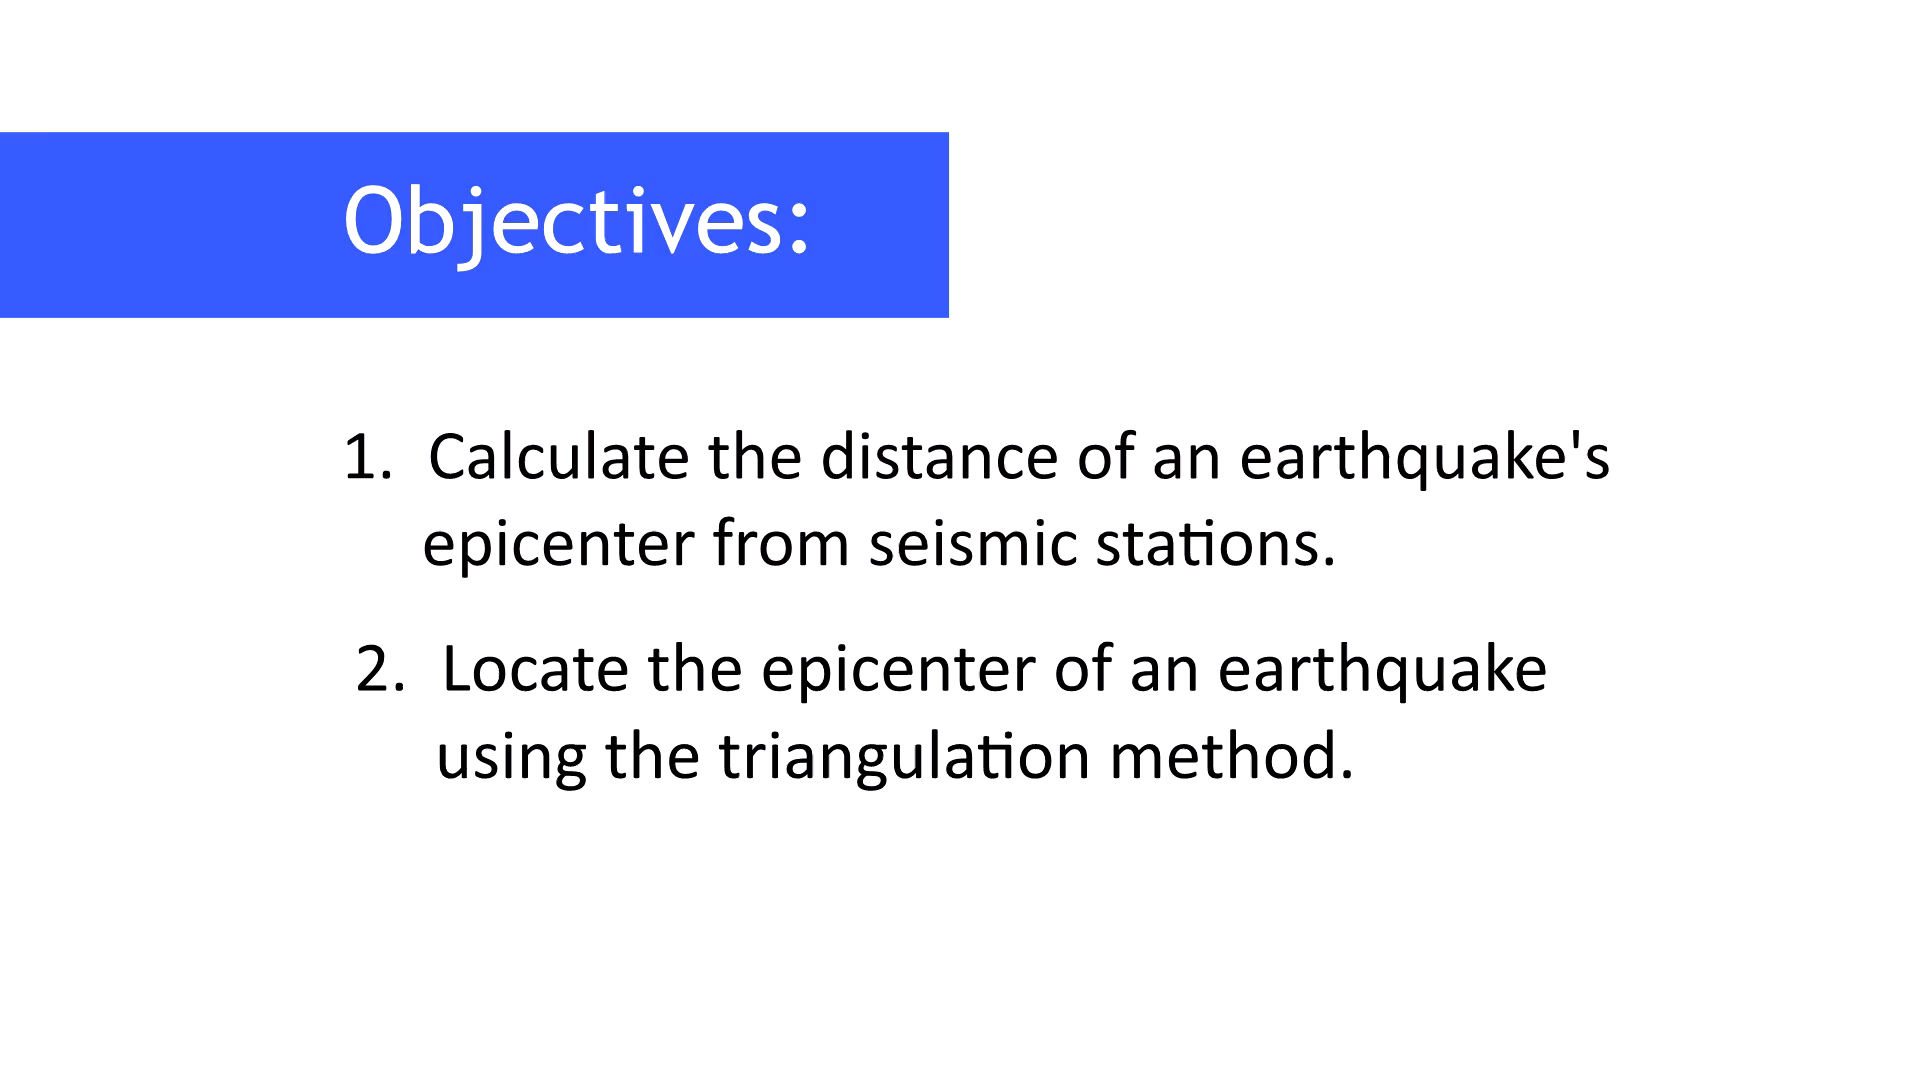 Objectives:
1. Calculate the distance of an earthquake's
epicenter from seismic stations.
2. Locate the epicenter of an earthquake
using the triangulation method.